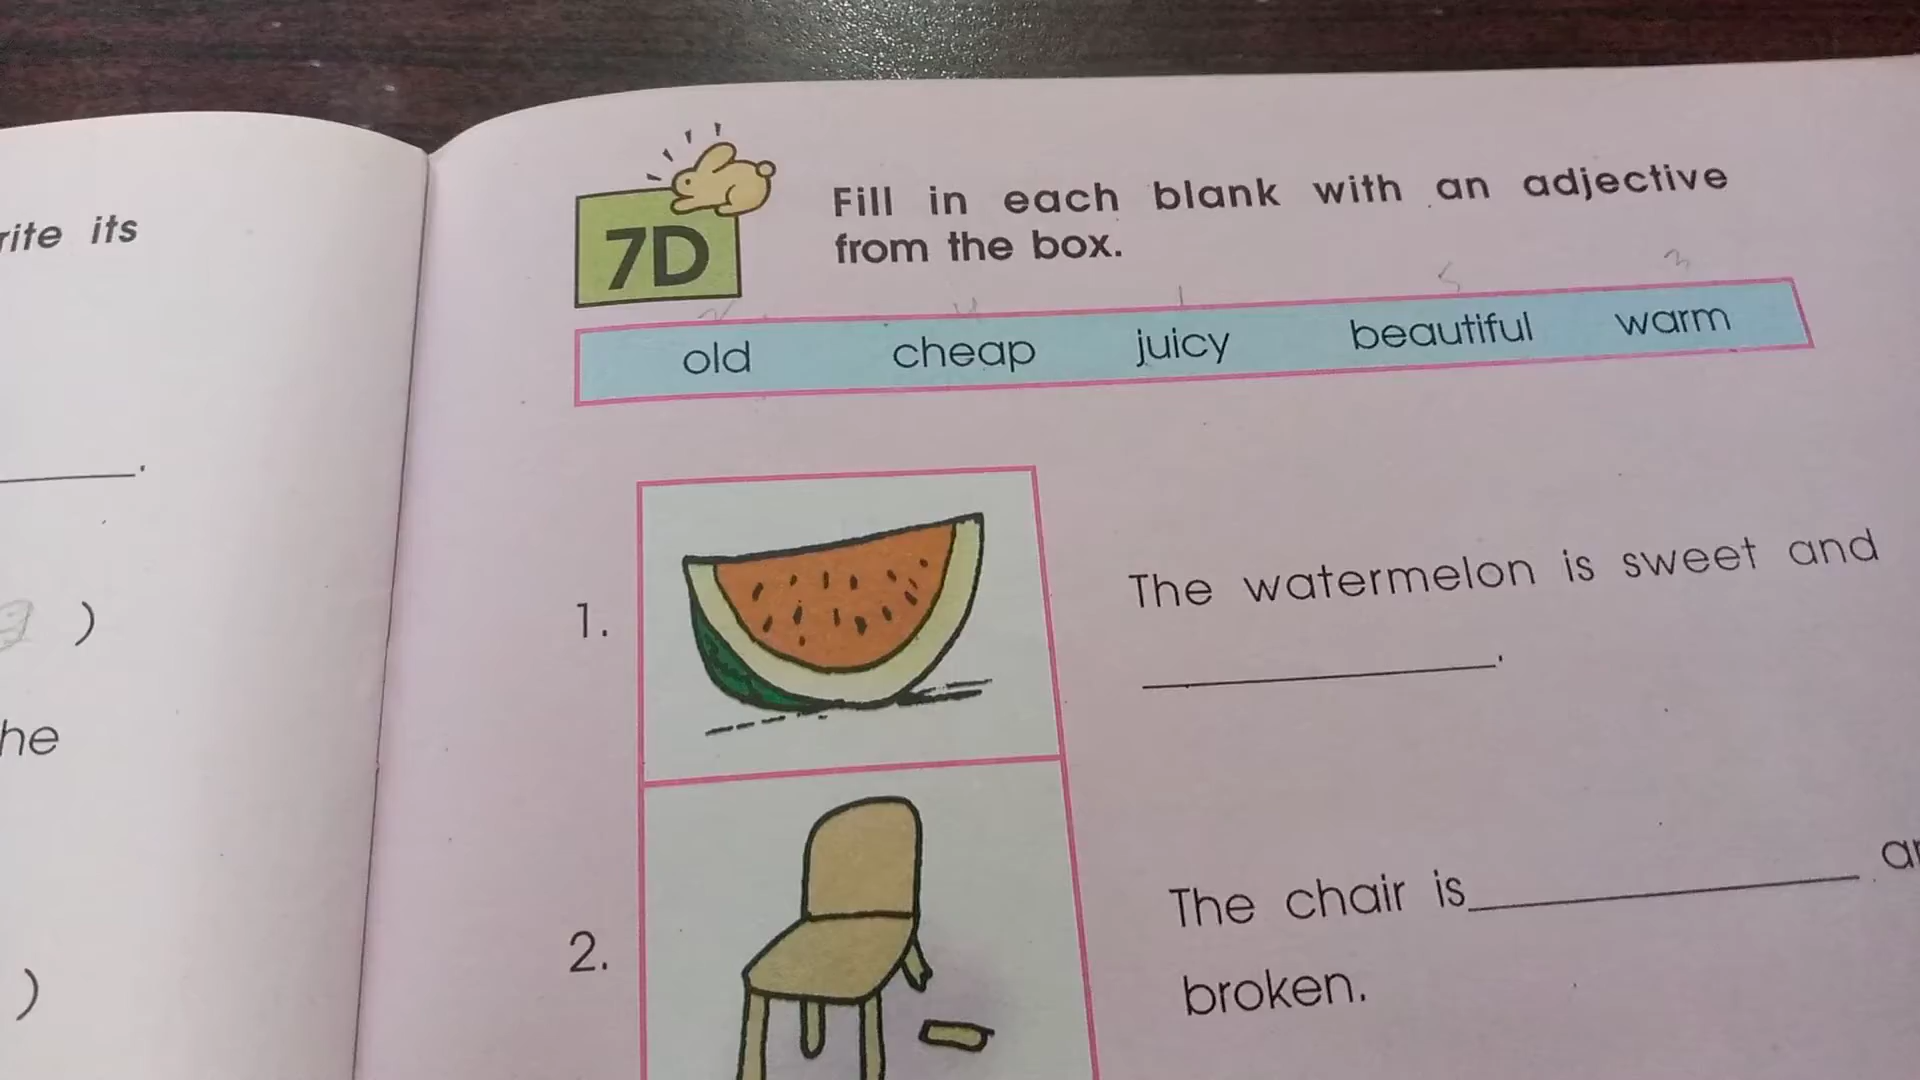 rite its
.
)
he
)
7D
Fill in each blank with an adjective
from the box.
old cheap juicy beautiful warm
1.
The watermelon is sweet and
.
2.
The chair is
broken.